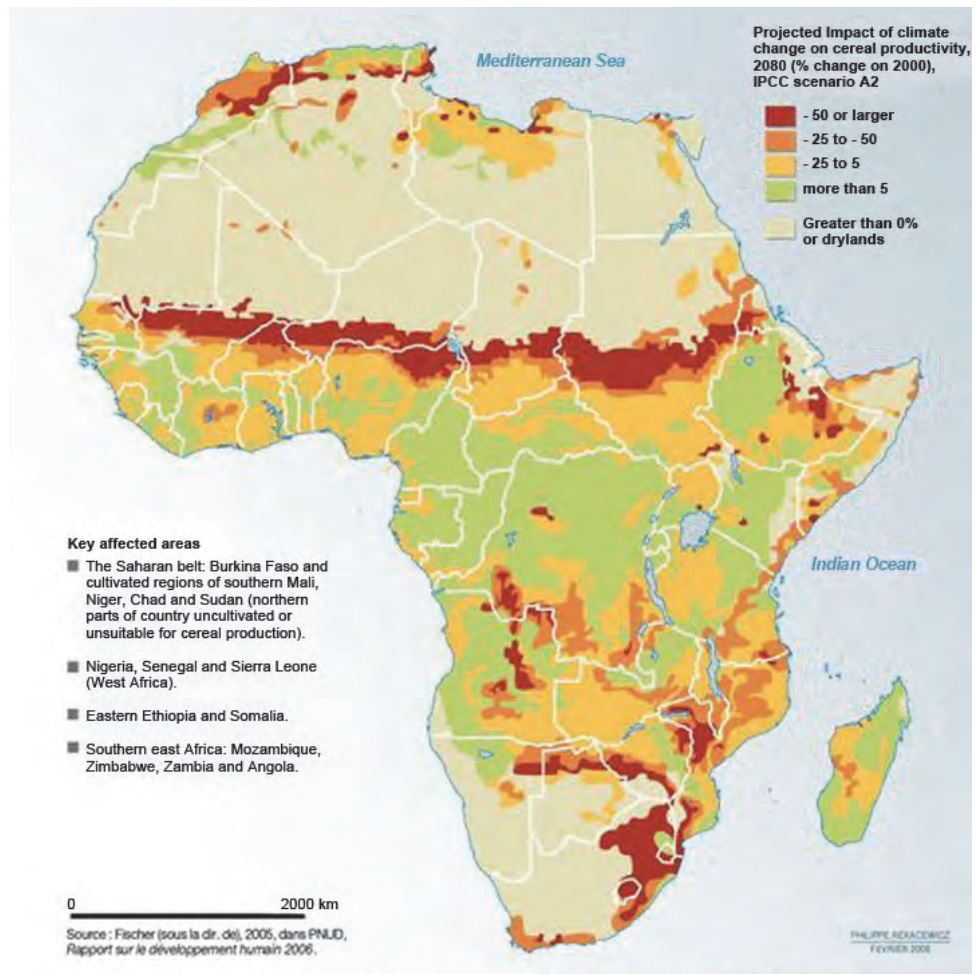 Mediterranean Sea
Projected Impact of climate
change on cereal productivity,
2080 (% change on 2000),
IPCC scenario A2
- 50 or larger
- 25 to - 50
- 25 to 5
more than 5
Greater than 0%
or drylands
Indian Ocean
Key affected areas
The Saharan belt: Burkina Faso and
cultivated regions of southern Mali,
Niger, Chad and Sudan (northern
parts of country uncultivated or
unsuitable for cereal production).
Nigeria, Senegal and Sierra Leone
(West Africa).
Eastern Ethiopia and Somalia.
Southern east Africa: Mozambique,
Zimbabwe, Zambia and Angola.
0 2000 km
Source : Fischer (sous la dir. de), 2005, dans PNUD,
Rapport sur le développement humain 2006.
PHILIPPE REKACEWICZ
FÉVRIER 2008